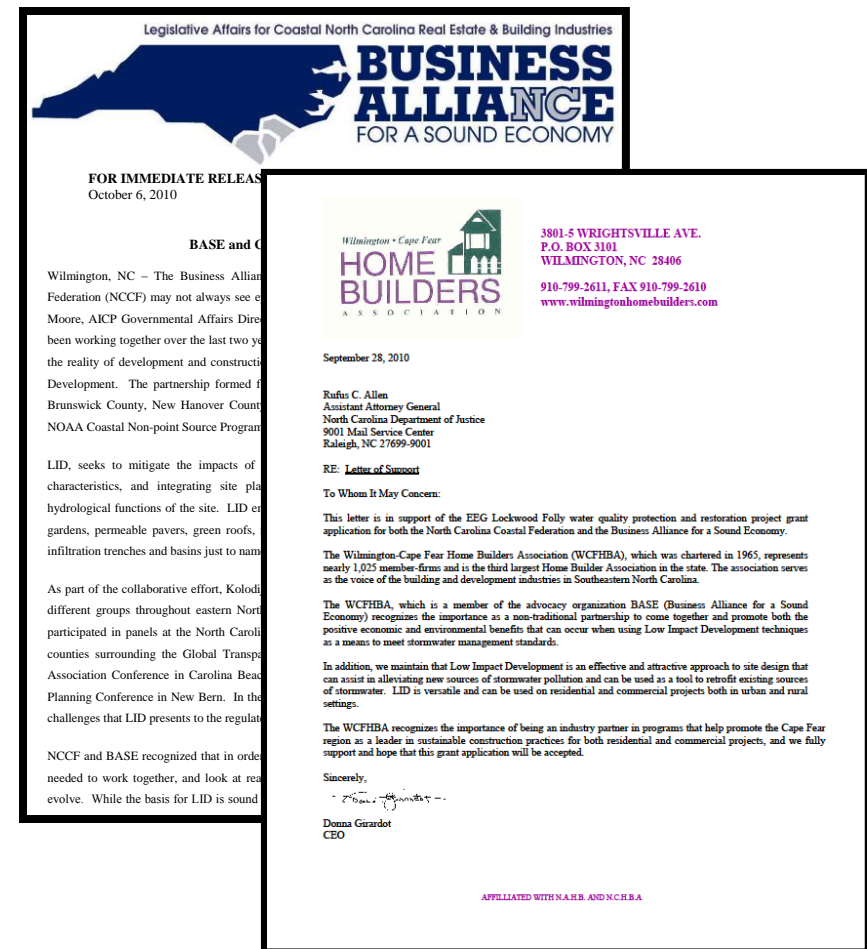 Legislative Affairs for Coastal North Carolina Real Estate & Building Industries
BUSINESS
ALLIANCE
FOR A SOUND ECONOMY
FOR IMMEDIATE RELEAS
October 6, 2010
BASE and
Wilmington, NC – The Business Allian
Federation (NCCF) may not always see
Moore, AICP Governmental Affairs Dire
been working together over the last two ye
the reality of development and constructi
Development. The partnership formed f
Brunswick County, New Hanover Count
NOAA Coastal Non-point Source Program
LID, seeks to mitigate the impacts of
characteristics, and integrating site pla
hydrological functions of the site. LID en
gardens, permeable pavers, green roofs,
infiltration trenches and basins just to nam
As part of the collaborative effort, Kolodi
different groups throughout eastern Nort
participated in panels at the North Caroli
counties surrounding the Global Transpa
Association Conference in Carolina Beac
Planning Conference in New Bern. In the
challenges that LID presents to the regulat
NCCF and BASE recognized that in orde
needed to work together, and look at rea
evolve. While the basis for LID is sound
Wilmington • Cape Fear
HOME
BUILDERS
ASSOCIATION
3801-5 WRIGHTSVILLE AVE.
P.O. BOX 3101
WILMINGTON, NC 28406
910-799-2611, FAX 910-799-2610
www.wilmingtonhomebuilders.com
September 28, 2010
Rufus C. Allen
Assistant Attorney General
North Carolina Department of Justice
9001 Mail Service Center
Raleigh, NC 27699-9001
RE: Letter of Support
To Whom It May Concern:
This letter is in support of the EEG Lockwood Folly water quality protection and restoration project grant
application for both the North Carolina Coastal Federation and the Business Alliance for a Sound Economy.
The Wilmington-Cape Fear Home Builders Association (WCFHBA), which was chartered in 1965, represents
nearly 1,025 member-firms and is the third largest Home Builder Association in the state. The association serves
as the voice of the building and development industries in Southeastern North Carolina.
The WCFHBA, which is a member of the advocacy organization BASE (Business Alliance for a Sound
Economy) recognizes the importance as a non-traditional partnership to come together and promote both the
positive economic and environmental benefits that can occur when using Low Impact Development techniques
as a means to meet stormwater management standards.
In addition, we maintain that Low Impact Development is an effective and attractive approach to site design that
can assist in alleviating new sources of stormwater pollution and can be used as a tool to retrofit existing sources
of stormwater. LID is versatile and can be used on residential and commercial projects both in urban and rural
settings.
The WCFHBA recognizes the importance of being an industry partner in programs that help promote the Cape Fear
region as a leader in sustainable construction practices for both residential and commercial projects, and we fully
support and hope that this grant application will be accepted.
Sincerely,
Donna Girardot
CEO
AFFILLIATED WITH N.A.H.B. AND N.C.H.B.A